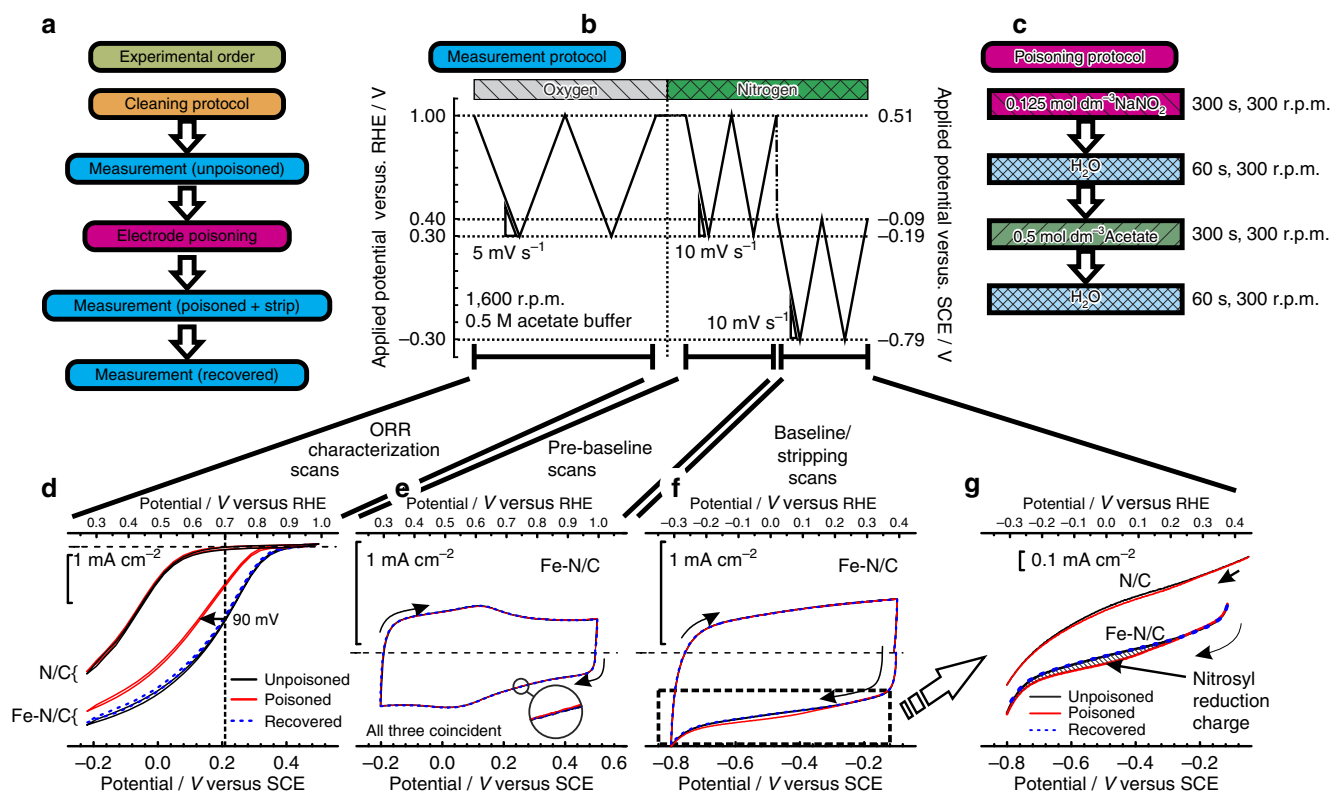 a
Experimental order
Cleaning protocol
Measurement (unpoisoned)
Electrode poisoning
Measurement (poisoned + strip)
Measurement (recovered)
b
Measurement protocol
Oxygen
Nitrogen
Applied potential versus. RHE / V
1.00
0.40
0.30
−0.30
5 mV s⁻¹
10 mV s⁻¹
1,600 r.p.m.
0.5 M acetate buffer
10 mV s⁻¹
0.51
−0.09
−0.19
−0.79
Applied potential versus. SCE / V
c
Poisoning protocol
0.125 mol dm⁻³NaNO₂
300 s, 300 r.p.m.
H₂O
60 s, 300 r.p.m.
0.5 mol dm⁻³Acetate
300 s, 300 r.p.m.
H₂O
60 s, 300 r.p.m.
ORR
characterization
scans
Pre-baseline
scans
Baseline/
stripping
scans
d
Potential / V versus RHE
0.3 0.4 0.5 0.6 0.7 0.8 0.9 1.0
1 mA cm⁻²
90 mV
N/C{
Fe-N/C{
Unpoisoned
Poisoned
Recovered
−0.2 0.0 0.2 0.4
Potential / V versus SCE
e
Potential / V versus RHE
0.3 0.4 0.5 0.6 0.7 0.8 0.9 1.0
1 mA cm⁻²
Fe-N/C
All three coincident
−0.2 0.0 0.2 0.4 0.6
Potential / V versus SCE
f
Potential / V versus RHE
−0.3 −0.2 −0.1 0.0 0.1 0.2 0.3 0.4
1 mA cm⁻²
Fe-N/C
−0.8 −0.6 −0.4 −0.2
Potential / V versus SCE
g
Potential / V versus RHE
−0.3 −0.2 −0.1 0.0 0.1 0.2 0.3 0.4
0.1 mA cm⁻²
N/C
Fe-N/C
Unpoisoned
Poisoned
Recovered
Nitrosyl
reduction
charge
−0.8 −0.6 −0.4 −0.2
Potential / V versus SCE